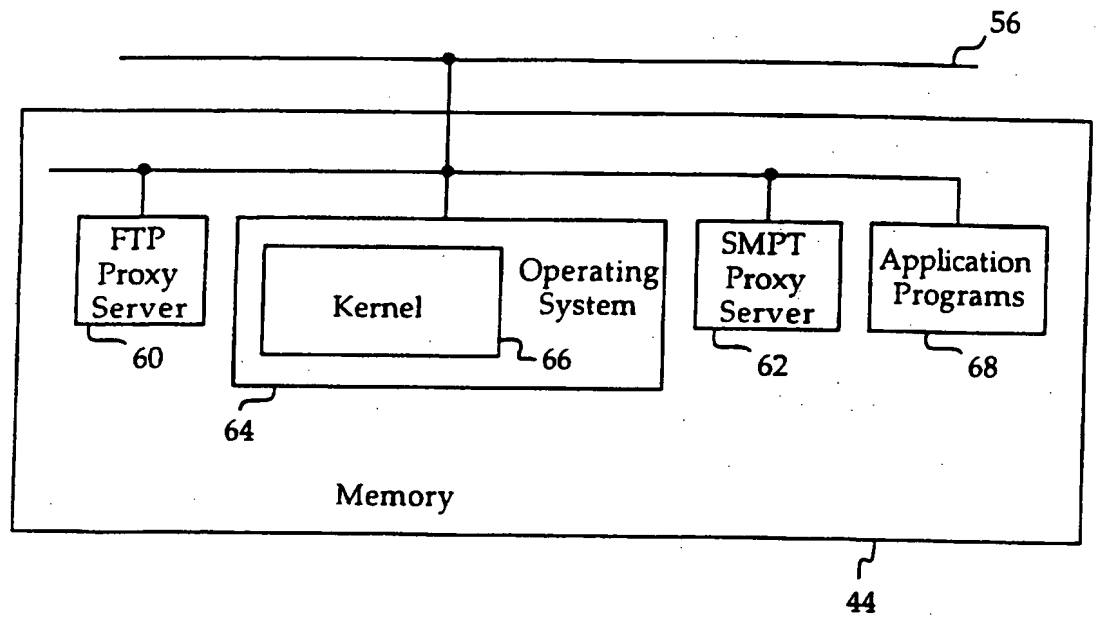 56
FTP
Proxy
Server
60
Kernel
66
Operating
System
64
SMPT
Proxy
Server
62
Application
Programs
68
Memory
44